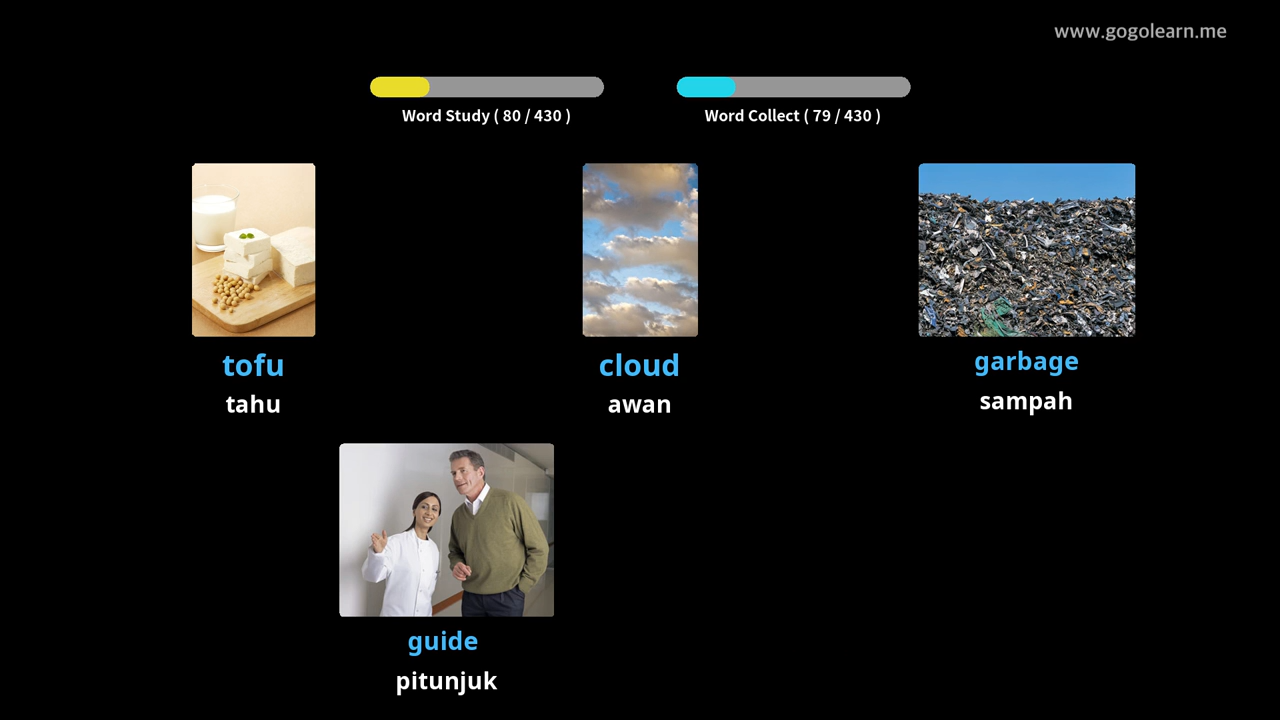 www.gogolearn.me
Word Study ( 80 / 430 )
Word Collect ( 79 / 430 )
tofu
tahu
cloud
awan
garbage
sampah
guide
pitunjuk